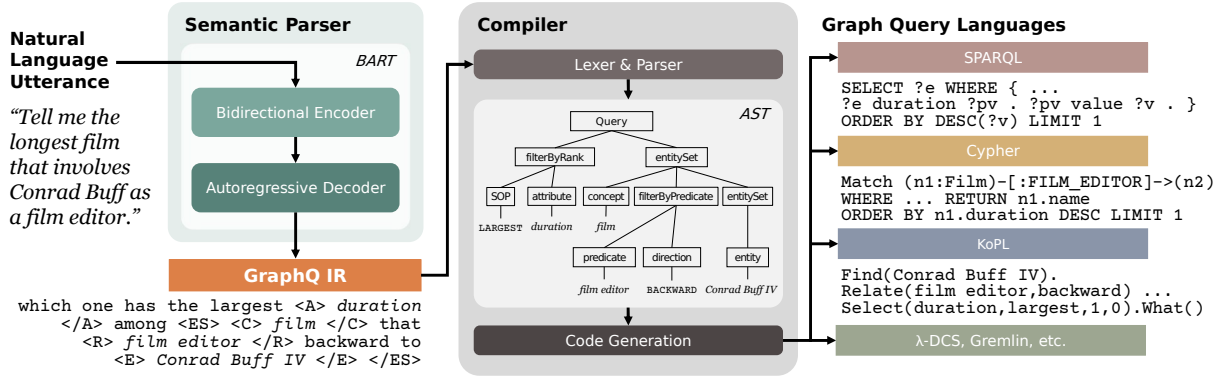 Natural
Language
Utterance
“Tell me the
longest film
that involves
Conrad Buff as
a film editor.”
Semantic Parser
BART
Bidirectional Encoder
Autoregressive Decoder
GraphQ IR
which one has the largest <A> duration
</A> among <ES> <C> film </C> that
<R> film editor </R> backward to
<E> Conrad Buff IV </E> </ES>
Compiler
Lexer & Parser
AST
Query
filterByRank entitySet
SOP attribute concept filterByPredicate entitySet
LARGEST duration film
predicate direction entity
film editor BACKWARD Conrad Buff IV
Code Generation
Graph Query Languages
SPARQL
SELECT ?e WHERE { ...
?e duration ?pv . ?pv value ?v . }
ORDER BY DESC(?v) LIMIT 1
Cypher
Match (n1:Film)-[:FILM_EDITOR]->(n2)
WHERE ... RETURN n1.name
ORDER BY n1.duration DESC LIMIT 1
KoPL
Find(Conrad Buff IV).
Relate(film editor,backward) ...
Select(duration,largest,1,0).What()
λ-DCS, Gremlin, etc.